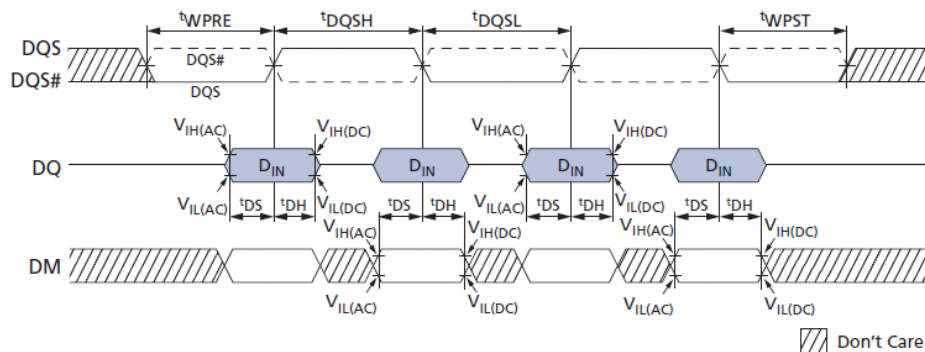 tWPRE tDQSH tDQSL tWPST
DQS DQS#
DQS# DQS
VIH(AC) VIH(DC) VIH(AC) VIH(DC)
DQ DIN DIN DIN DIN
VIL(AC) tDS tDH VIL(DC) tDS tDH VIL(AC) tDS tDH VIL(DC) tDS tDH
VIH(AC) VIH(DC) VIH(AC) VIH(DC)
DM
VIL(AC) VIL(DC) VIL(AC) VIL(DC)
Don't Care